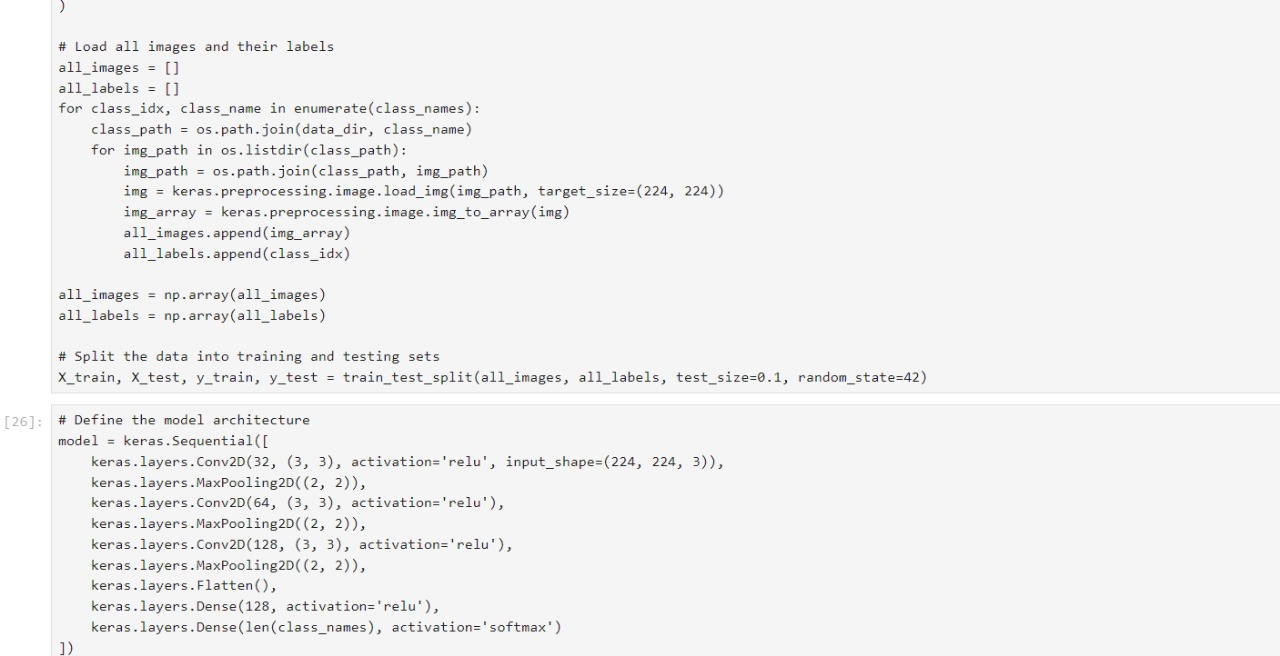 )
# Load all images and their labels
all_images = []
all_labels = []
for class_idx, class_name in enumerate(class_names):
    class_path = os.path.join(data_dir, class_name)
    for img_path in os.listdir(class_path):
        img_path = os.path.join(class_path, img_path)
        img = keras.preprocessing.image.load_img(img_path, target_size=(224, 224))
        img_array = keras.preprocessing.image.img_to_array(img)
        all_images.append(img_array)
        all_labels.append(class_idx)
all_images = np.array(all_images)
all_labels = np.array(all_labels)
# Split the data into training and testing sets
X_train, X_test, y_train, y_test = train_test_split(all_images, all_labels, test_size=0.1, random_state=42)
[26]: # Define the model architecture
model = keras.Sequential([
    keras.layers.Conv2D(32, (3, 3), activation='relu', input_shape=(224, 224, 3)),
    keras.layers.MaxPooling2D((2, 2)),
    keras.layers.Conv2D(64, (3, 3), activation='relu'),
    keras.layers.MaxPooling2D((2, 2)),
    keras.layers.Conv2D(128, (3, 3), activation='relu'),
    keras.layers.MaxPooling2D((2, 2)),
    keras.layers.Flatten(),
    keras.layers.Dense(128, activation='relu'),
    keras.layers.Dense(len(class_names), activation='softmax')
])